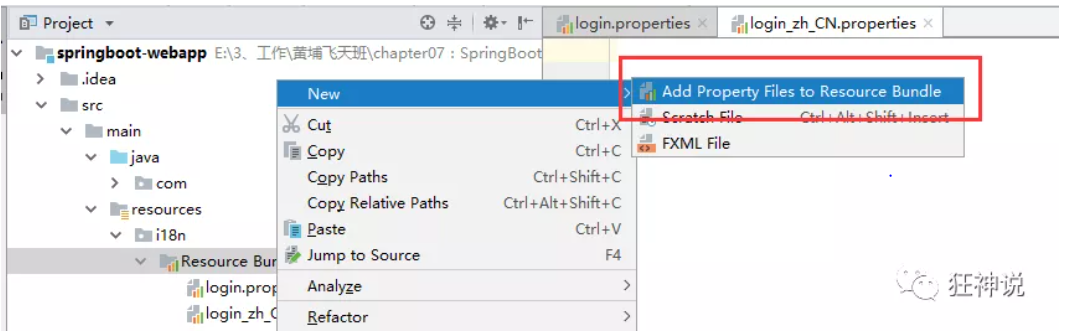 Project
login.properties
login_zh_CN.properties
springboot-webapp E:\3、工作\黄埔飞天班\chapter07 : SpringBoot
.idea
src
main
java
com
resources
i18n
Resource Bun
login.prop
login_zh_C
New
Cut Ctrl+X
Copy Ctrl+C
Copy Paths Ctrl+Shift+C
Copy Relative Paths Ctrl+Alt+Shift+C
Paste Ctrl+V
Jump to Source F4
Analyze
Refactor
Add Property Files to Resource Bundle
Scratch File Ctrl+Alt+Shift+Insert
FXML File
狂神说